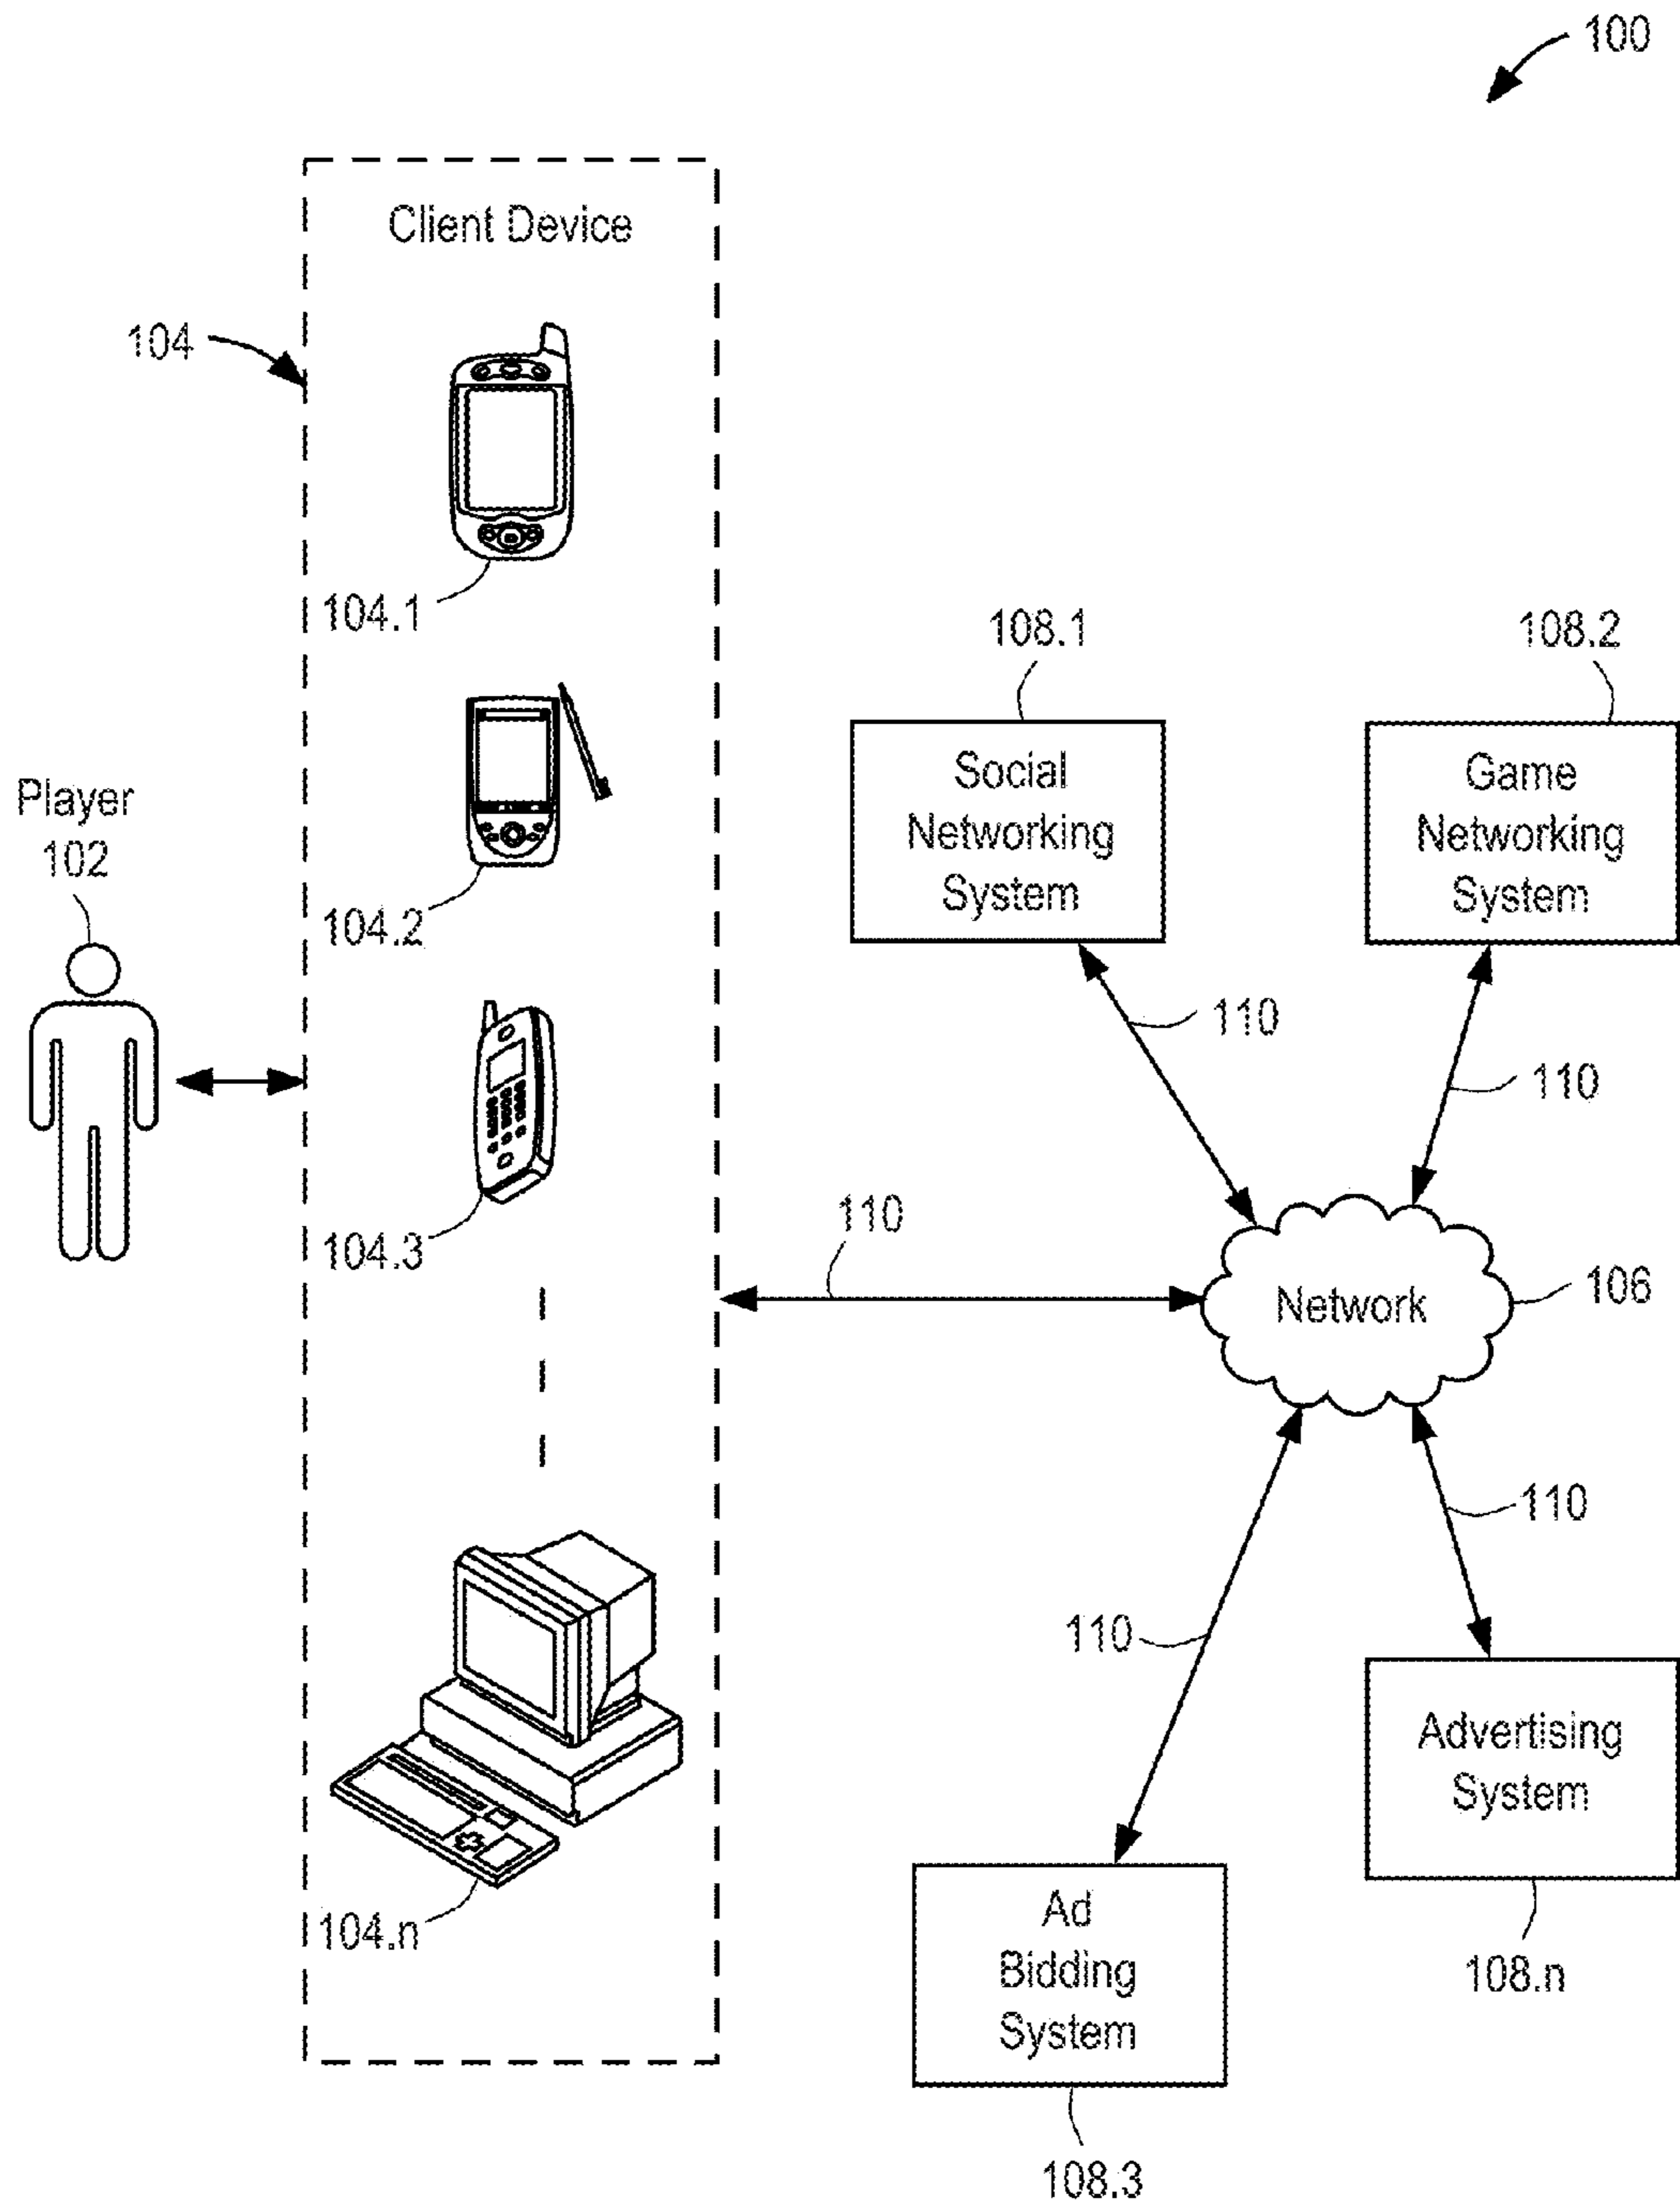 100
Client Device
104
104.1
108.1
108.2
Social
Networking
System
Game
Networking
System
Player
102
104.2
110
110
104.3
110
Network
106
110
110
Advertising
System
104.n
Ad
Bidding
System
108.n
108.3